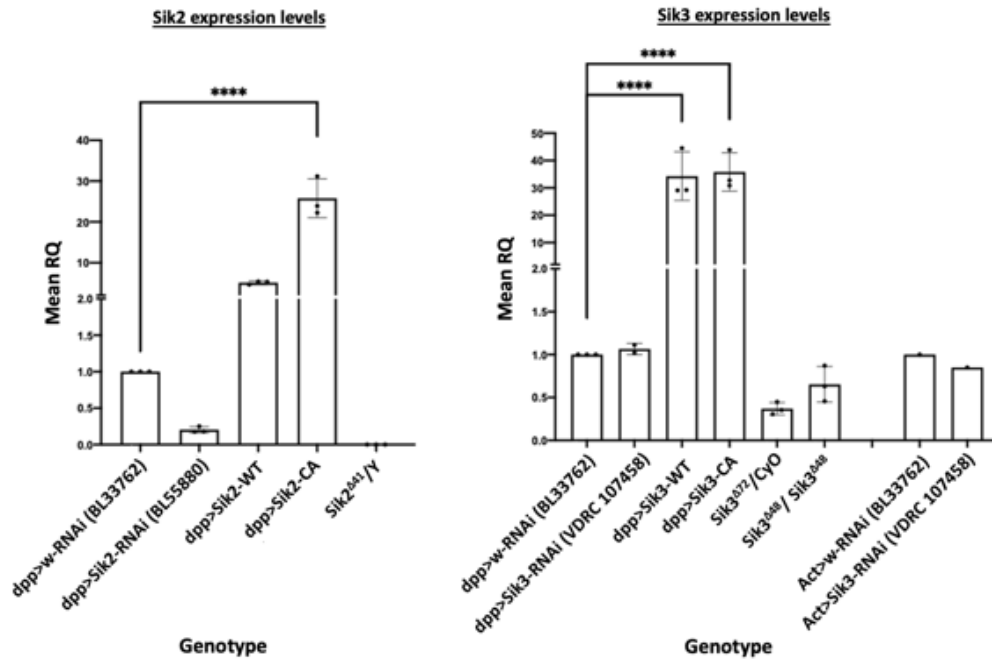 Sik2 expression levels
****
Mean RQ
40
30
20
10
2.0
1.5
1.0
0.5
0.0
dpp>w-RNAi (BL33762)
dpp>Sik2-RNAi (BL55880)
dpp>Sik2-WT
dpp>Sik2-CA
Sik2Δ41/Y
Genotype
Sik3 expression levels
****
****
Mean RQ
50
40
30
20
10
2.0
1.5
1.0
0.5
0.0
dpp>w-RNAi (BL33762)
dpp>Sik3-RNAi (VDRC 107458)
dpp>Sik3-WT
dpp>Sik3-CA
Sik3Δ72/CyO
Sik3Δ48/ Sik3Δ48
Act>w-RNAi (BL33762)
Act>Sik3-RNAi (VDRC 107458)
Genotype